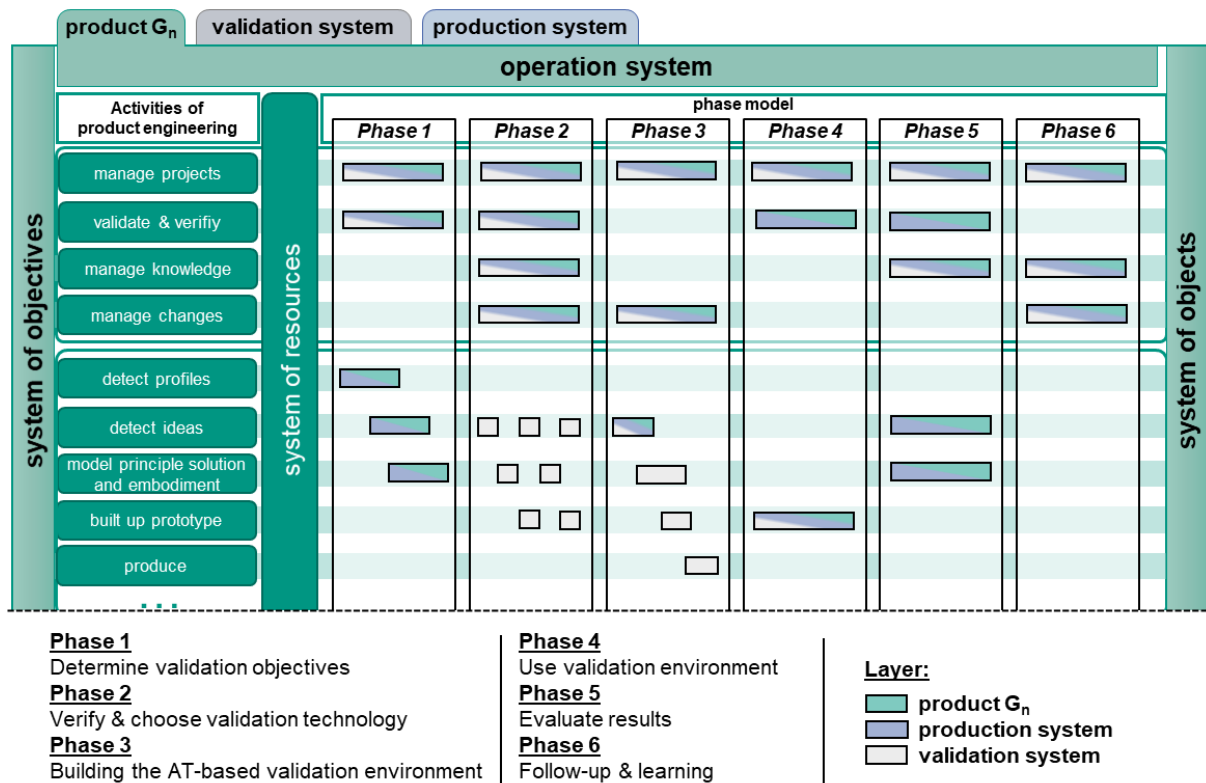 product Gn
validation system
production system
operation system
system of objectives
Activities of
product engineering
system of resources
phase model
Phase 1
Phase 2
Phase 3
Phase 4
Phase 5
Phase 6
system of objects
manage projects
validate & verifiy
manage knowledge
manage changes
detect profiles
detect ideas
model principle solution
and embodiment
built up prototype
produce
...
Phase 1
Determine validation objectives
Phase 2
Verify & choose validation technology
Phase 3
Building the AT-based validation environment
Phase 4
Use validation environment
Phase 5
Evaluate results
Phase 6
Follow-up & learning
Layer:
product Gn
production system
validation system